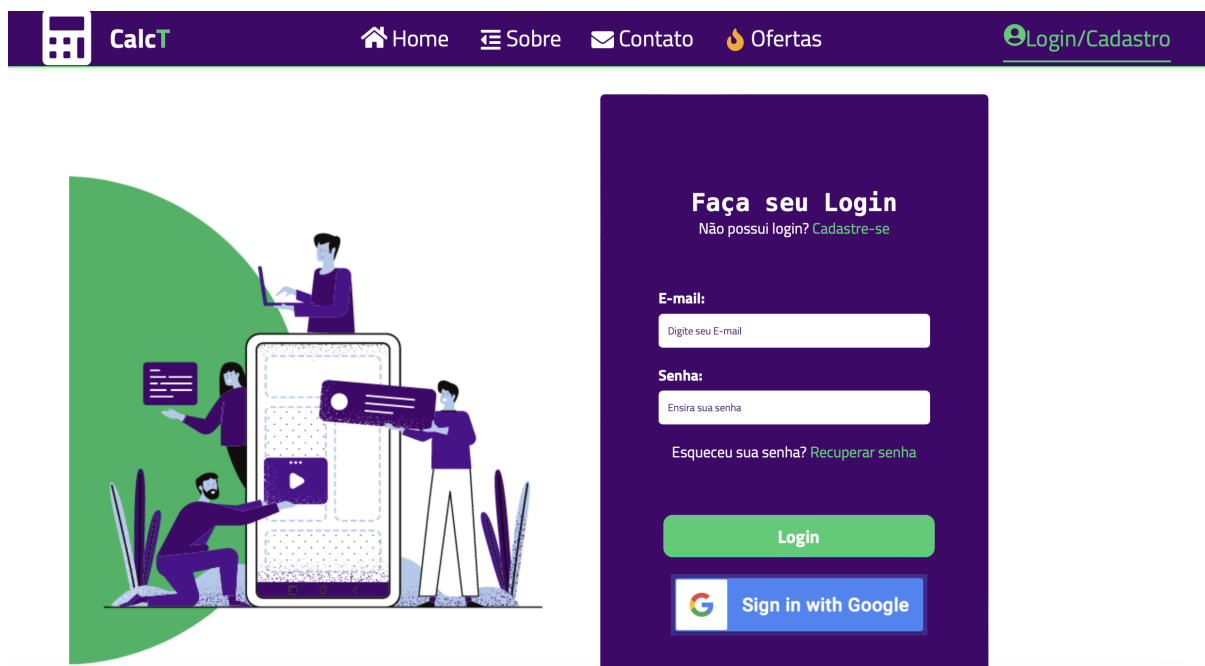 CalcT Home Sobre Contato Ofertas Login/Cadastro
Faça seu Login
Não possui login? Cadastre-se
E-mail:
Digite seu E-mail
Senha:
Ensira sua senha
Esqueceu sua senha? Recuperar senha
Login
Sign in with Google